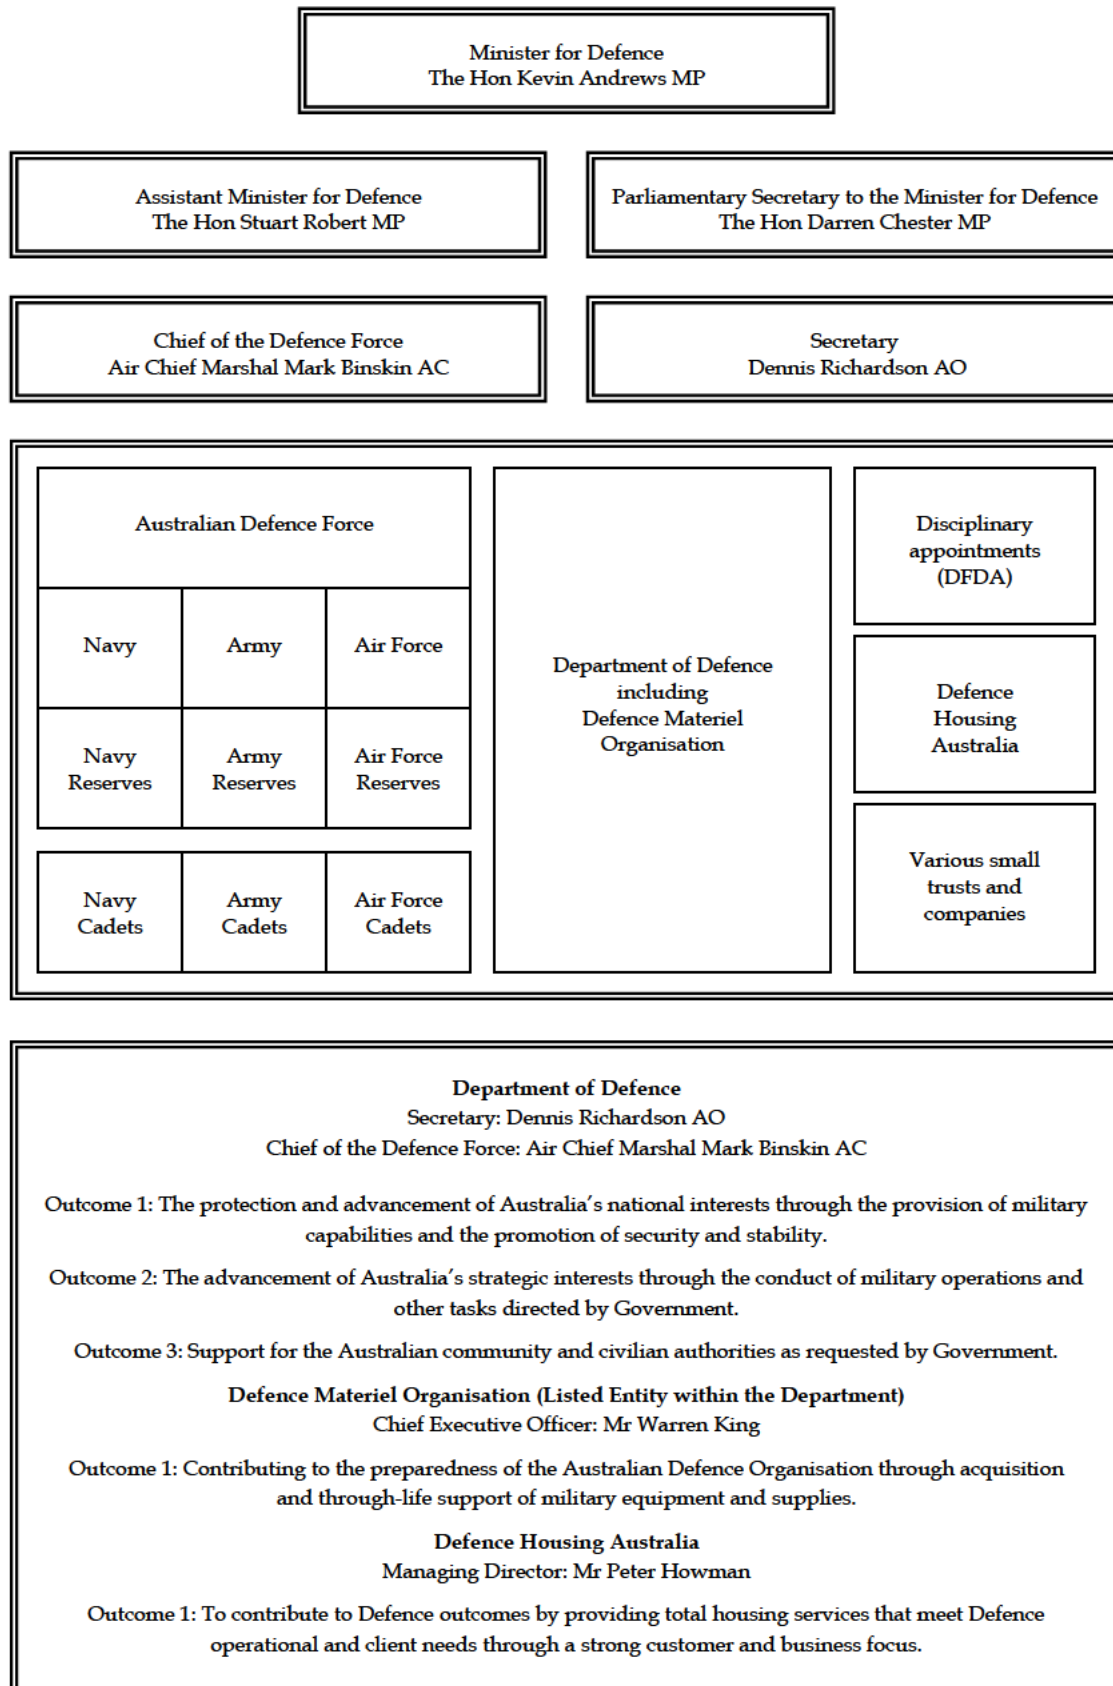 Minister for Defence
The Hon Kevin Andrews MP
Assistant Minister for Defence
The Hon Stuart Robert MP
Parliamentary Secretary to the Minister for Defence
The Hon Darren Chester MP
Chief of the Defence Force
Air Chief Marshal Mark Binskin AC
Secretary
Dennis Richardson AO
Australian Defence Force
Navy
Army
Air Force
Navy
Reserves
Army
Reserves
Air Force
Reserves
Navy
Cadets
Army
Cadets
Air Force
Cadets
Department of Defence
including
Defence Materiel
Organisation
Disciplinary
appointments
(DFDA)
Defence
Housing
Australia
Various small
trusts and
companies
Department of Defence
Secretary: Dennis Richardson AO
Chief of the Defence Force: Air Chief Marshal Mark Binskin AC
Outcome 1: The protection and advancement of Australia’s national interests through the provision of military
capabilities and the promotion of security and stability.
Outcome 2: The advancement of Australia’s strategic interests through the conduct of military operations and
other tasks directed by Government.
Outcome 3: Support for the Australian community and civilian authorities as requested by Government.
Defence Materiel Organisation (Listed Entity within the Department)
Chief Executive Officer: Mr Warren King
Outcome 1: Contributing to the preparedness of the Australian Defence Organisation through acquisition
and through-life support of military equipment and supplies.
Defence Housing Australia
Managing Director: Mr Peter Howman
Outcome 1: To contribute to Defence outcomes by providing total housing services that meet Defence
operational and client needs through a strong customer and business focus.